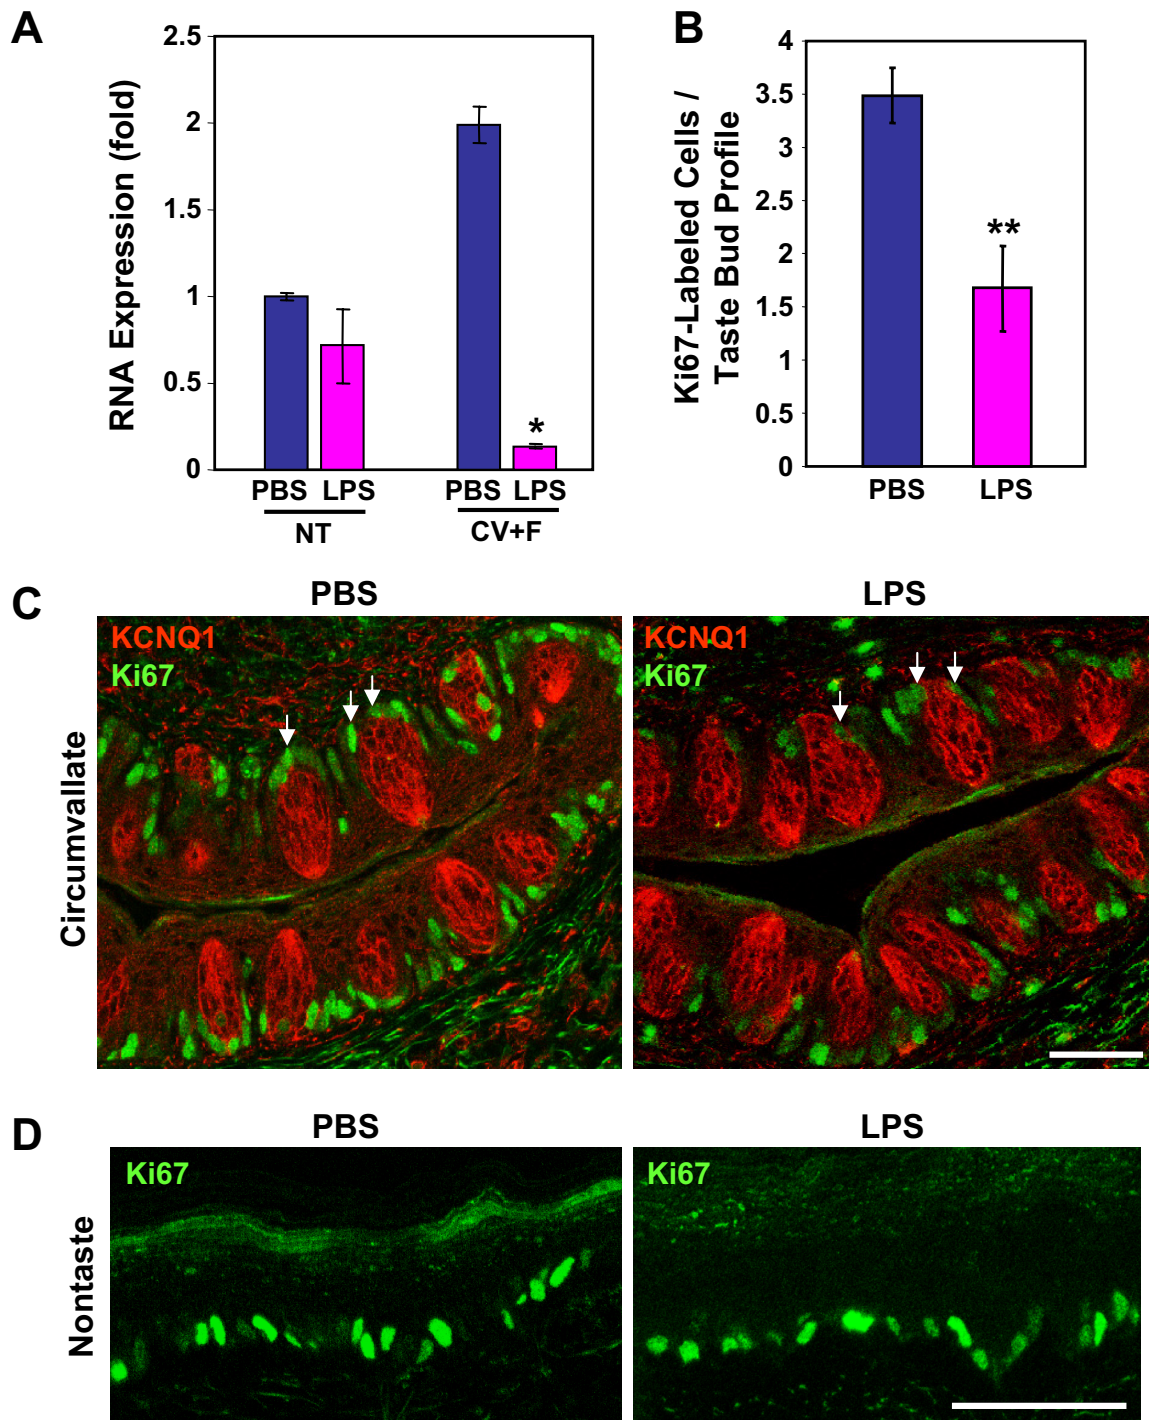 A
RNA Expression (fold)
2.5
2
1.5
1
0.5
0
*
PBS LPS PBS LPS
NT CV+F
B
Ki67-Labeled Cells /
Taste Bud Profile
4
3.5
3
2.5
2
1.5
1
0.5
0
**
PBS LPS
C
PBS LPS
Circumvallate
KCNQ1
Ki67
KCNQ1
Ki67
D
PBS LPS
Nontaste
Ki67
Ki67